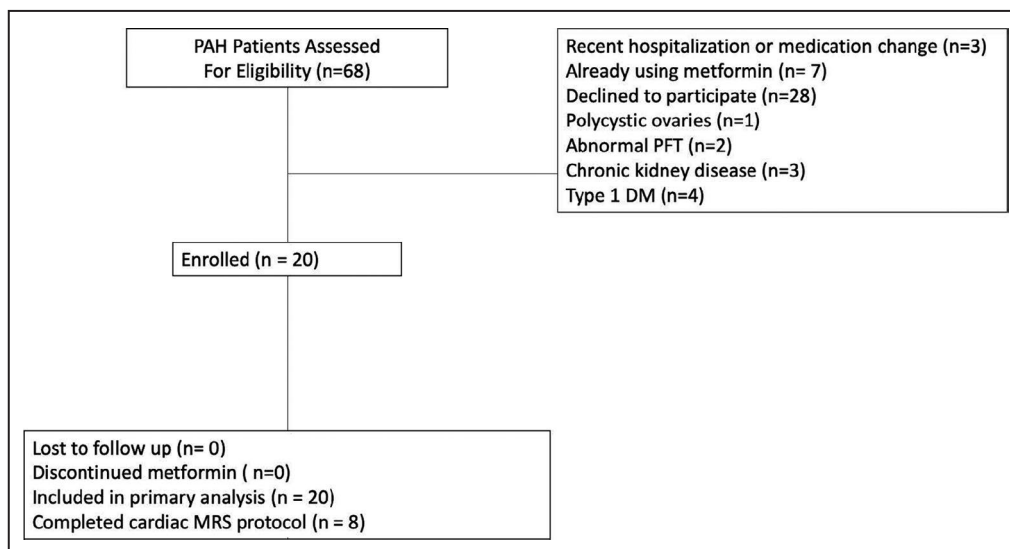 PAH Patients Assessed
For Eligibility (n=68)
Recent hospitalization or medication change (n=3)
Already using metformin (n= 7)
Declined to participate (n=28)
Polycystic ovaries (n=1)
Abnormal PFT (n=2)
Chronic kidney disease (n=3)
Type 1 DM (n=4)
Enrolled (n = 20)
Lost to follow up (n= 0)
Discontinued metformin ( n=0)
Included in primary analysis (n = 20)
Completed cardiac MRS protocol (n = 8)